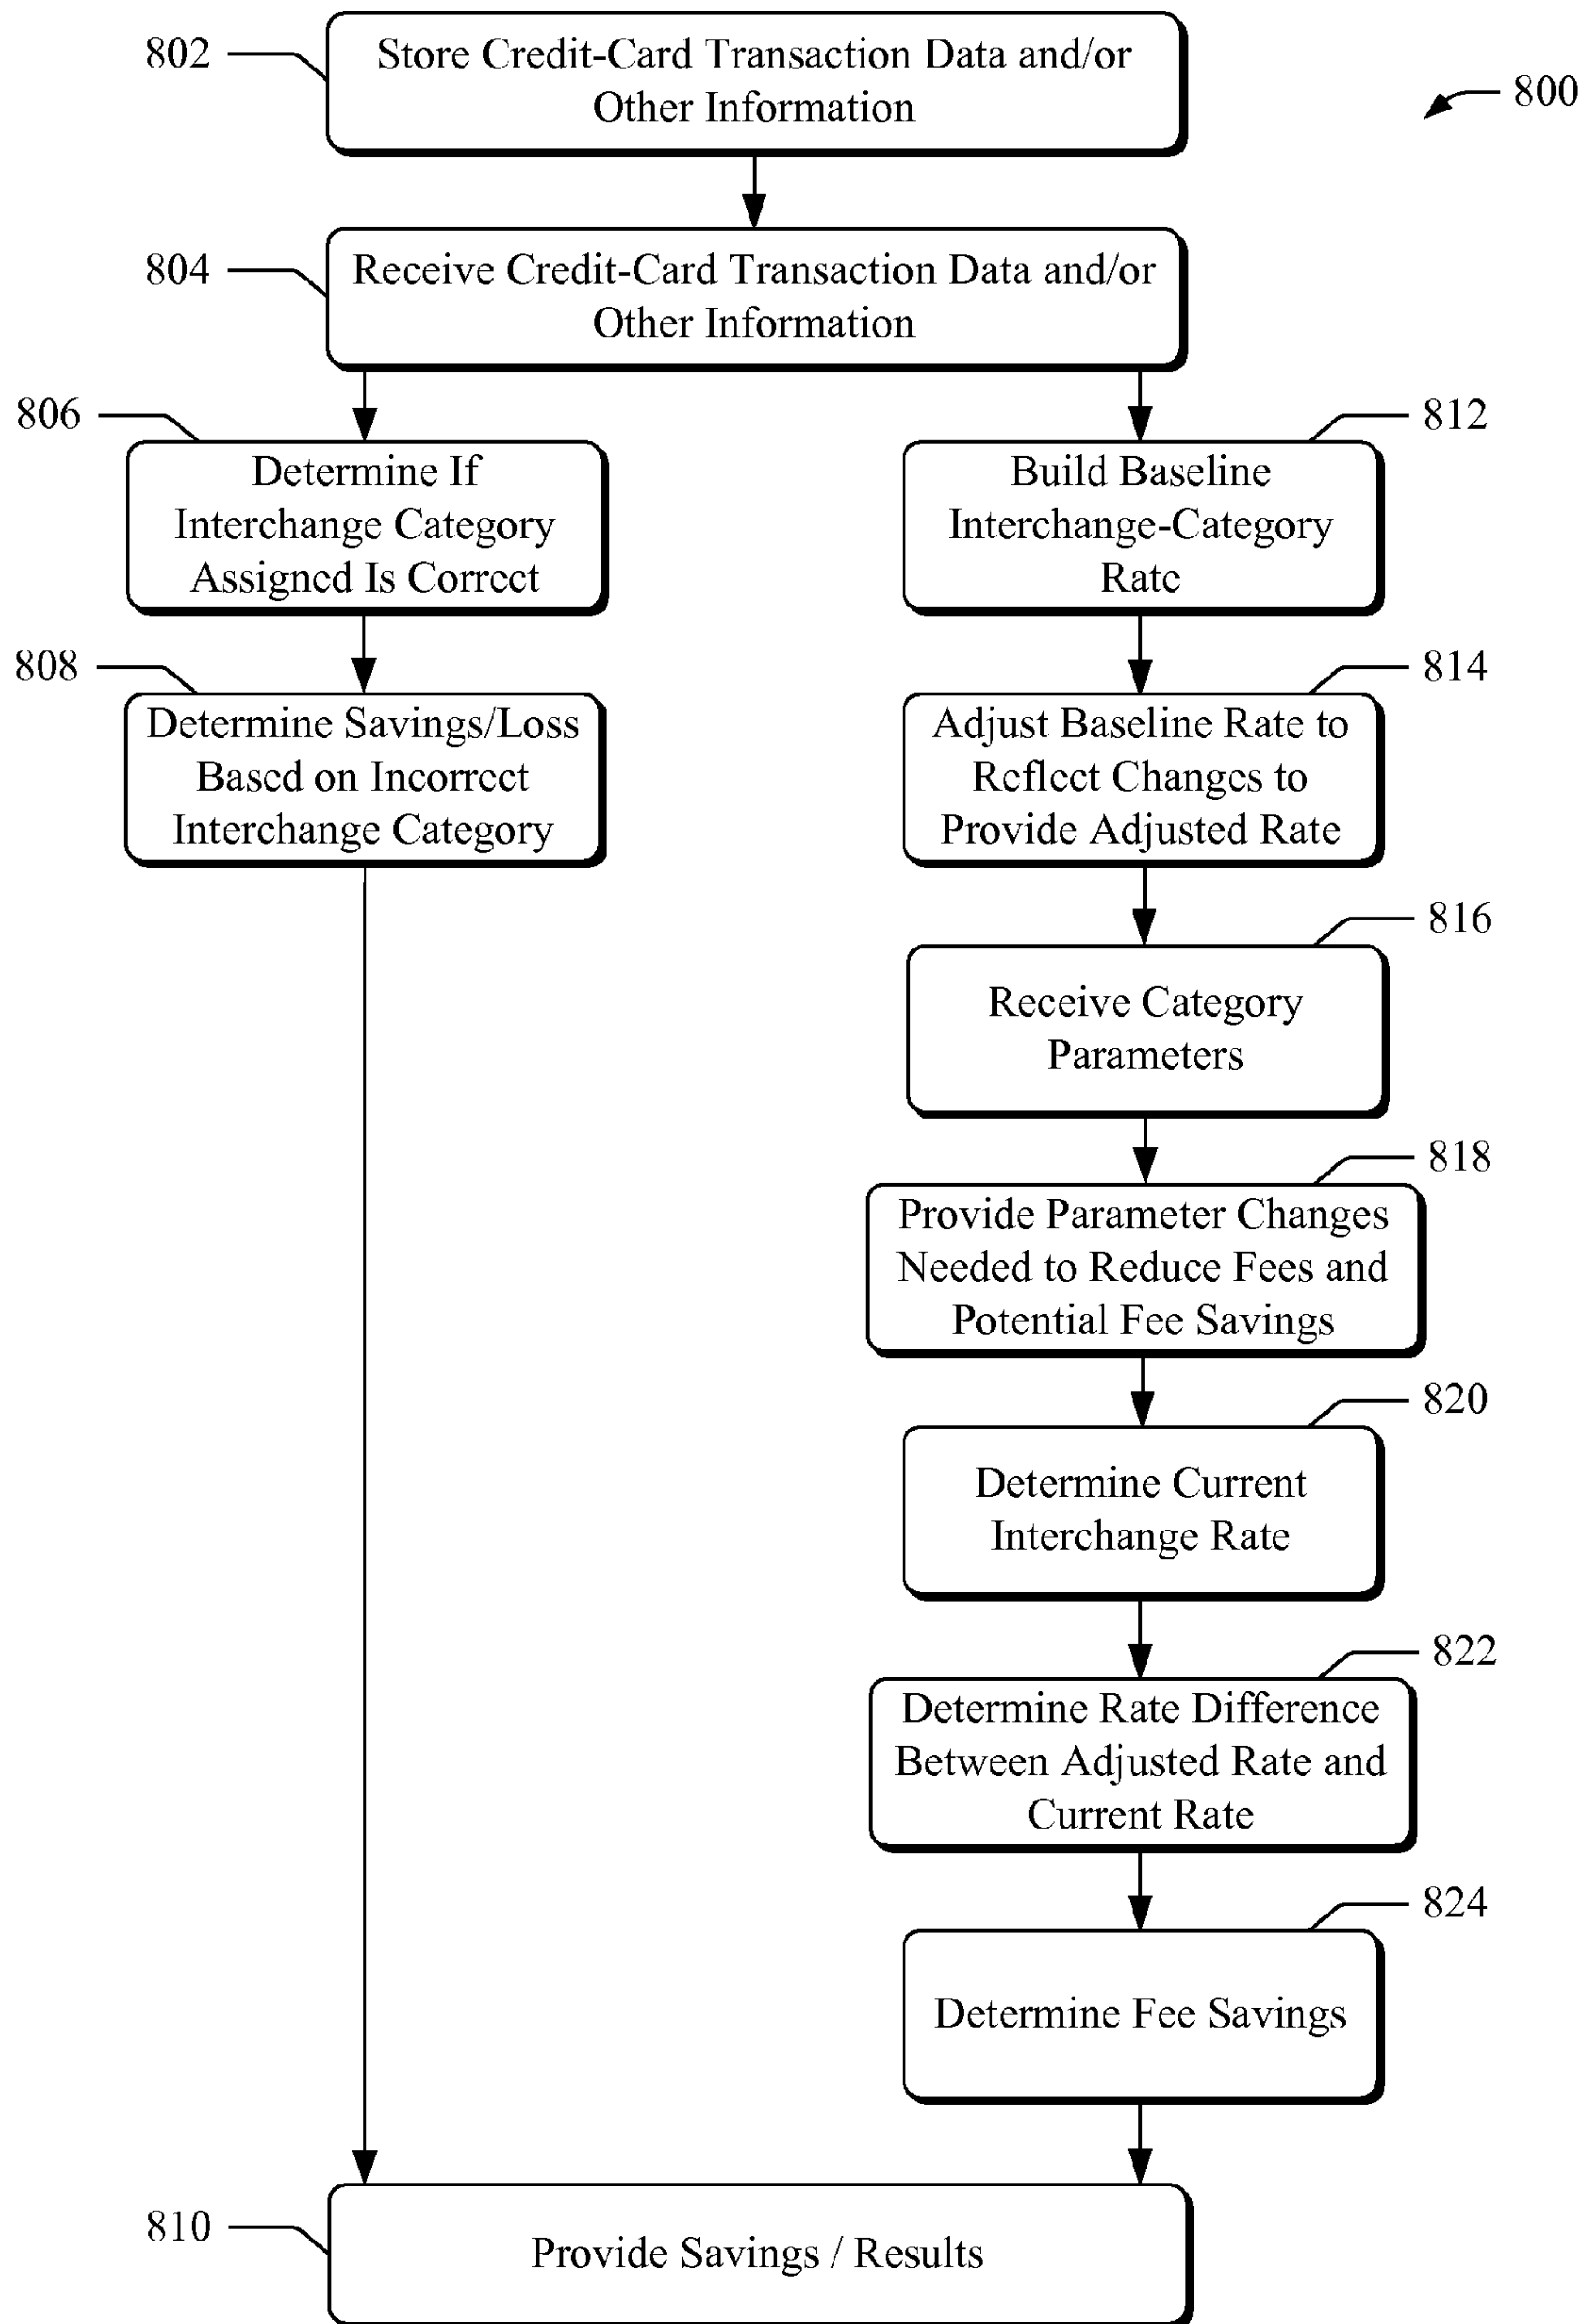 802
Store Credit-Card Transaction Data and/or
Other Information
800
804
Receive Credit-Card Transaction Data and/or
Other Information
806
Determine If
Interchange Category
Assigned Is Correct
812
Build Baseline
Interchange-Category
Rate
808
Determine Savings/Loss
Based on Incorrect
Interchange Category
814
Adjust Baseline Rate to
Reflect Changes to
Provide Adjusted Rate
816
Receive Category
Parameters
818
Provide Parameter Changes
Needed to Reduce Fees and
Potential Fee Savings
820
Determine Current
Interchange Rate
822
Determine Rate Difference
Between Adjusted Rate and
Current Rate
824
Determine Fee Savings
810
Provide Savings / Results